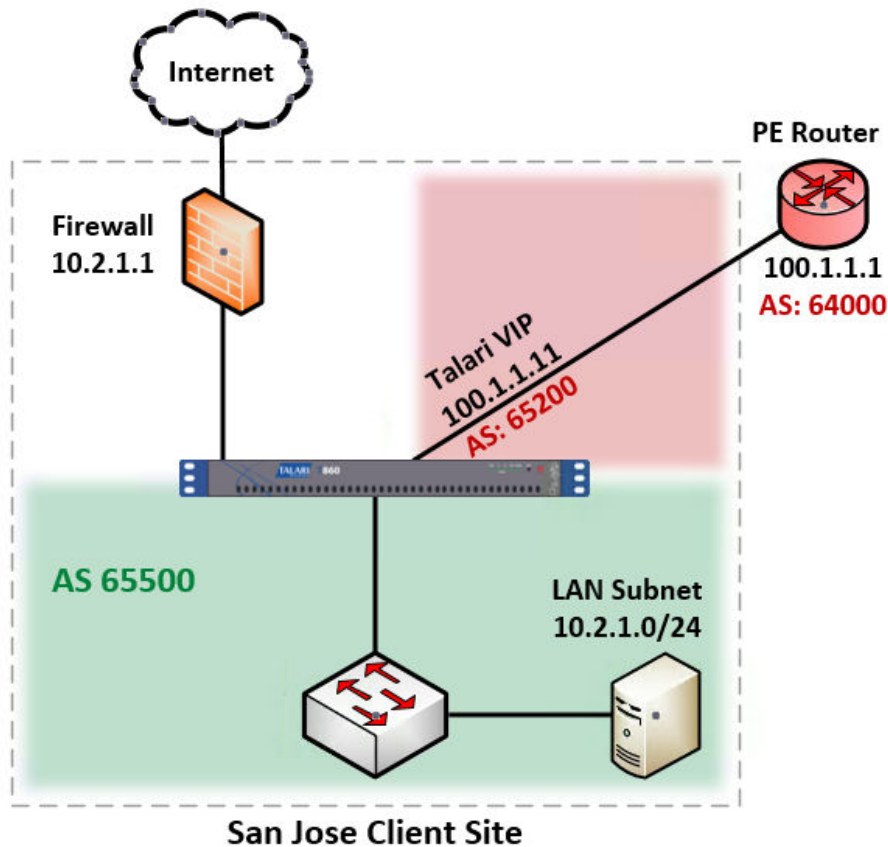 Internet
PE Router
Firewall
10.2.1.1
100.1.1.1
AS: 64000
Talari VIP
100.1.1.11
AS: 65200
TALARI T860
AS 65500
LAN Subnet
10.2.1.0/24
San Jose Client Site